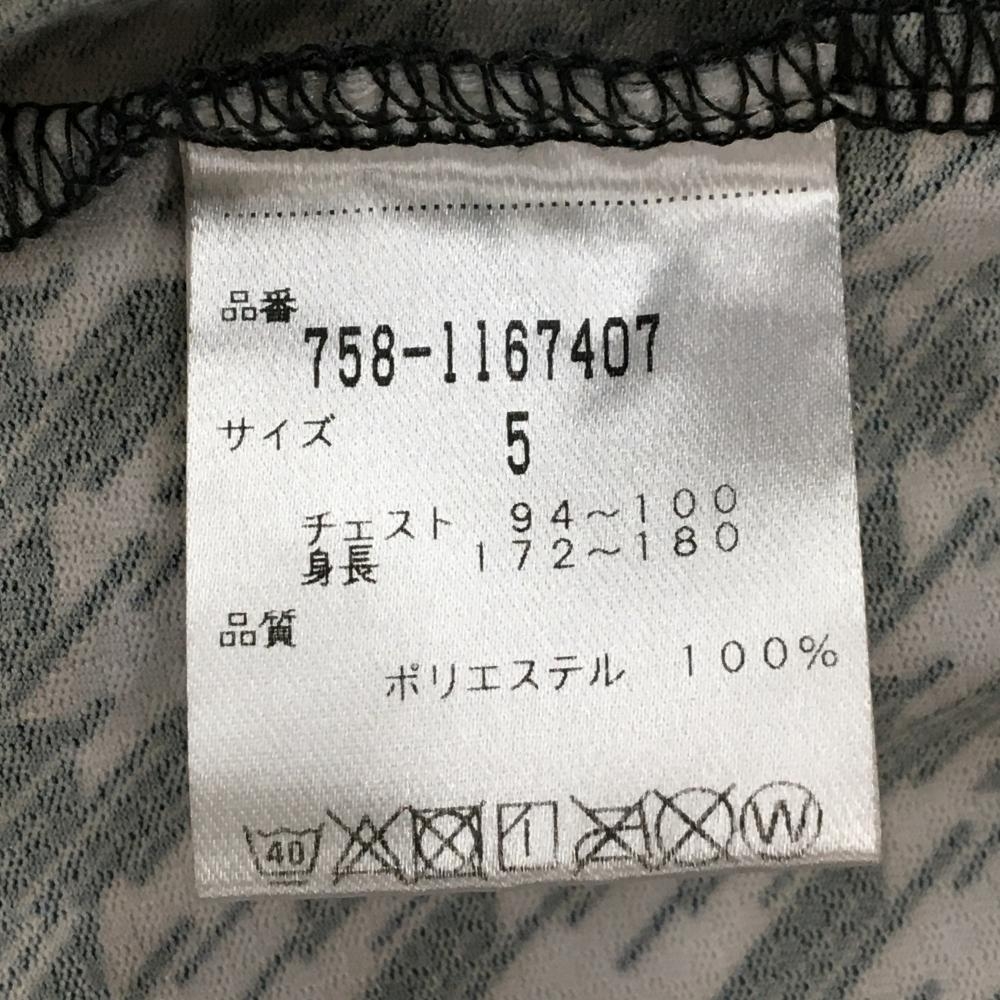 品番
758-1167407
サイズ 5
チェスト 94～100
身長 172～180
品質
ポリエステル 100%
40 W